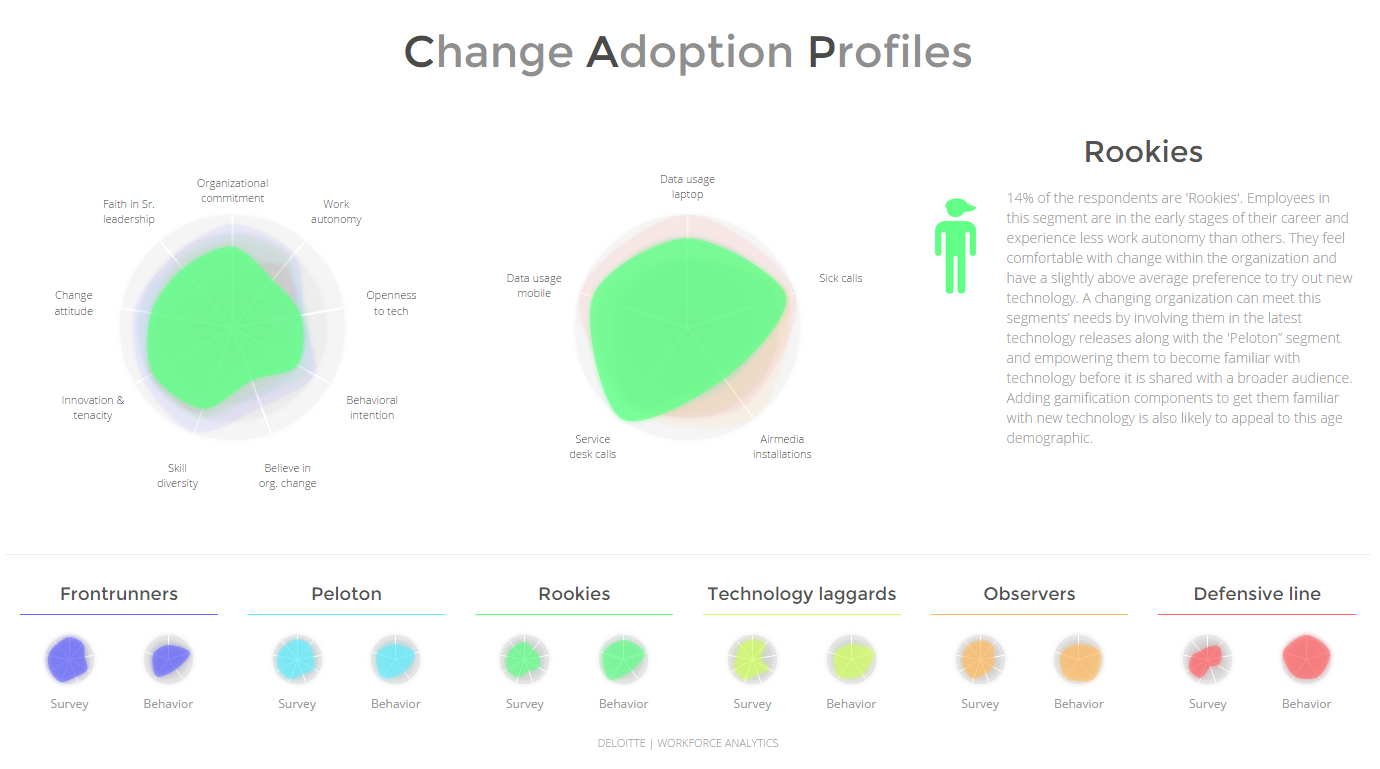 Change Adoption Profiles
Organizational
commitment
Faith in Sr.
leadership
Work
autonomy
Change
attitude
Openness
to tech
Innovation &
tenacity
Behavioral
intention
Skill
diversity
Believe in
org. change
Data usage
laptop
Data usage
mobile
Sick calls
Service
desk calls
Airmedia
installations
Rookies
14% of the respondents are 'Rookies'. Employees in
this segment are in the early stages of their career and
experience less work autonomy than others. They feel
comfortable with change within the organization and
have a slightly above average preference to try out new
technology. A changing organization can meet this
segments’ needs by involving them in the latest
technology releases along with the 'Peloton” segment
and empowering them to become familiar with
technology before it is shared with a broader audience.
Adding gamification components to get them familiar
with new technology is also likely to appeal to this age
demographic.
Frontrunners
Survey
Behavior
Peloton
Survey
Behavior
Rookies
Survey
Behavior
Technology laggards
Survey
Behavior
Observers
Survey
Behavior
Defensive line
Survey
Behavior
DELOITTE | WORKFORCE ANALYTICS